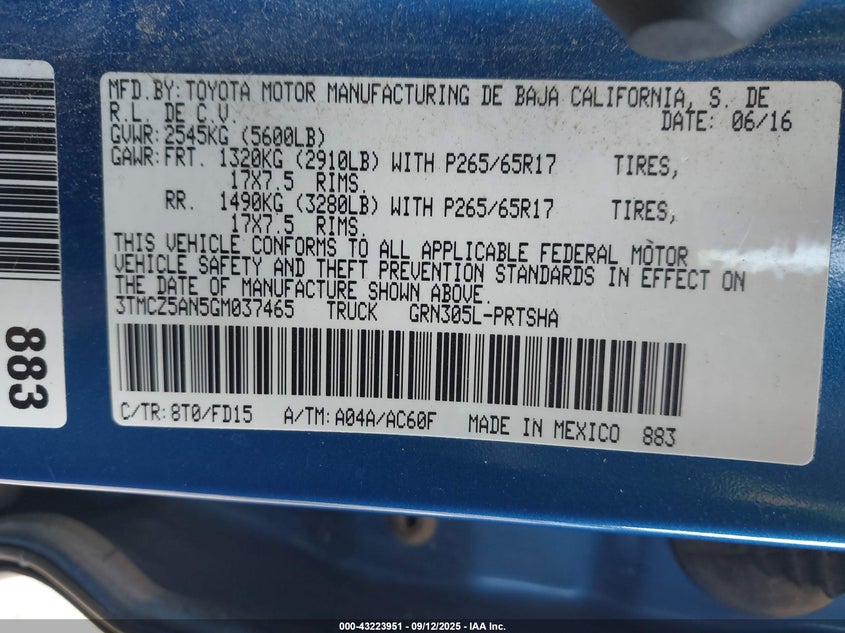 MFD.BY:TOYOTA MOTOR MANUFACTURING DE BAJA CALIFORNIA, S. DE
R.L. DE C.V. DATE: 06/16
GVWR:2545KG (5600LB)
GAWR:FRT. 1320KG (2910LB) WITH P265/65R17 TIRES,
17X7.5 RIMS.
RR. 1490KG (3280LB) WITH P265/65R17 TIRES,
17X7.5 RIMS.
THIS VEHICLE CONFORMS TO ALL APPLICABLE FEDERAL MOTOR
VEHICLE SAFETY AND THEFT PREVENTION STANDARDS IN EFFECT ON
THE DATE OF MANUFACTURE SHOWN ABOVE.
3TMCZ5AN5GM037465 TRUCK GRN305L-PRTSHA
C/TR:8T0/FD15 A/TM:A04A/AC60F MADE IN MEXICO 883
883
000-43223951 - 09/12/2025 - IAA Inc.